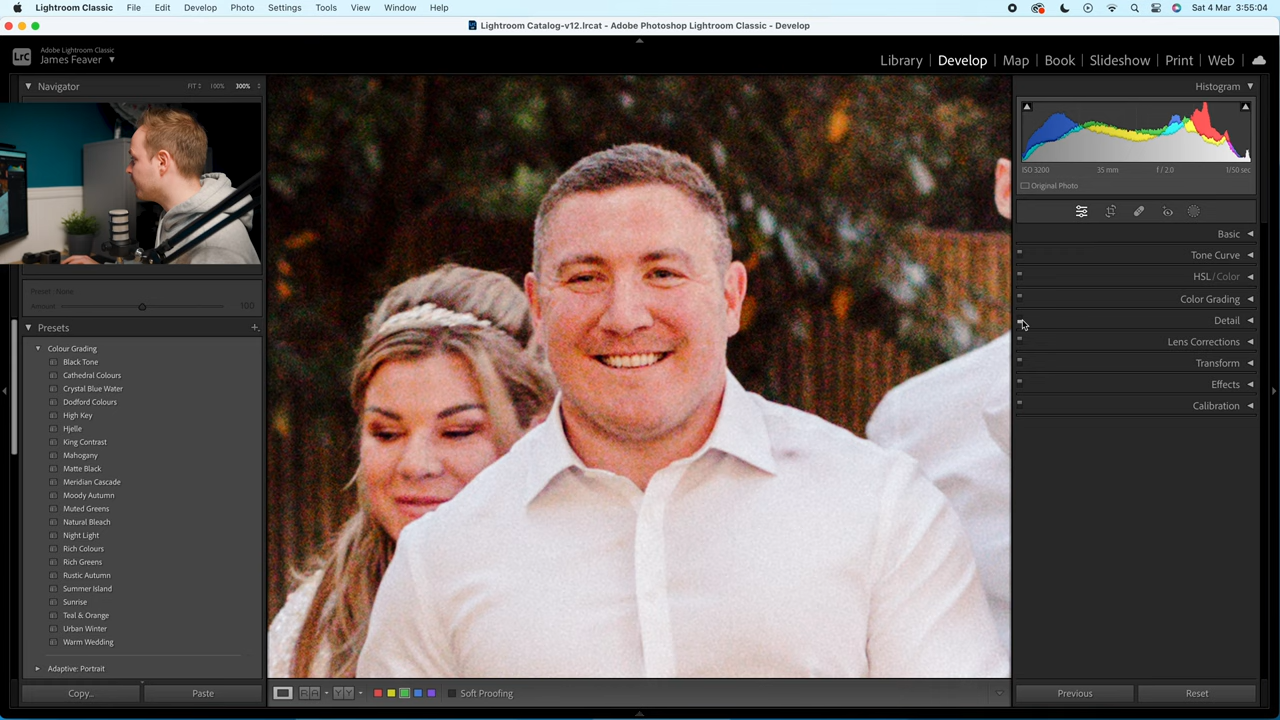 Lightroom Classic File Edit Develop Photo Settings Tools View Window Help Sat 4 Mar 3:55:04
Lightroom Catalog-v12.lrcat - Adobe Photoshop Lightroom Classic - Develop
LrC Adobe Lightroom Classic
James Feaver
Library | Develop | Map | Book | Slideshow | Print | Web
Navigator FIT 100% 300%
Histogram
ISO 3200 35 mm f / 2.0 1/50 sec
Original Photo
Basic
Tone Curve
HSL / Color
Color Grading
Detail
Lens Corrections
Transform
Effects
Calibration
Preset: None
Amount 100
Presets
Colour Grading
Black Tone
Cathedral Colours
Crystal Blue Water
Dodford Colours
High Key
Hjelle
King Contrast
Mahogany
Matte Black
Meridian Cascade
Moody Autumn
Muted Greens
Natural Bleach
Night Light
Rich Colours
Rich Greens
Rustic Autumn
Summer Island
Sunrise
Teal & Orange
Urban Winter
Warm Wedding
Adaptive: Portrait
Copy... Paste
Soft Proofing
Previous Reset